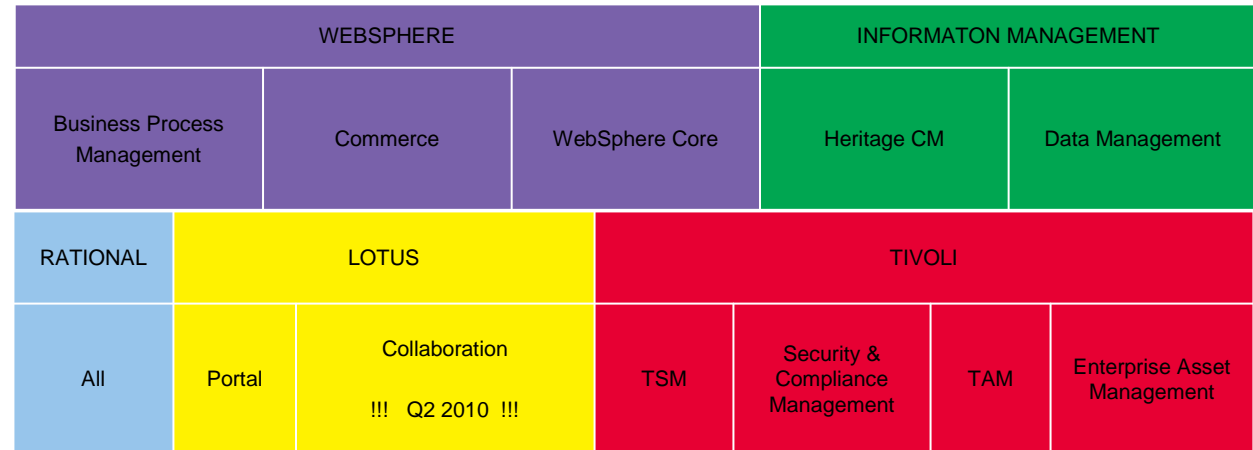 WEBSPHERE
INFORMATON MANAGEMENT
Business Process
Management
Commerce
WebSphere Core
Heritage CM
Data Management
RATIONAL
LOTUS
TIVOLI
All
Portal
Collaboration
!!! Q2 2010 !!!
TSM
Security &
Compliance
Management
TAM
Enterprise Asset
Management